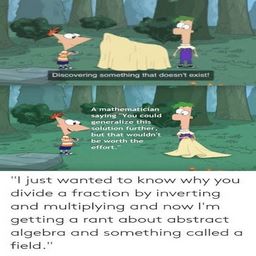 Discovering something that doesn't exist!
A mathematician
saying "You could
generalize this
solution further,
but that wouldn't
be worth the
effort."
"I just wanted to know why you
divide a fraction by inverting
and multiplying and now I'm
getting a rant about abstract
algebra and something called a
field."